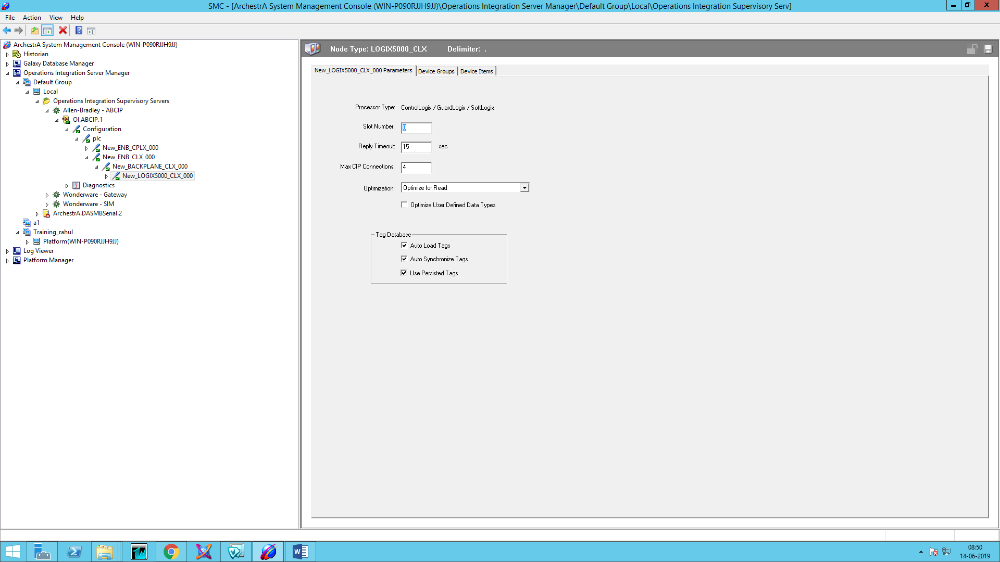 SMC - [ArchestrA System Management Console (WIN-P090RJJH9JJ)\Operations Integration Server Manager\Default Group\Local\Operations Integration Supervisory Serv]
File Action View Help
ArchestrA System Management Console (WIN-P090RJJH9JJ)
Historian
Galaxy Database Manager
Operations Integration Server Manager
Default Group
Local
Operations Integration Supervisory Servers
Allen-Bradley - ABCIP
OI.ABCIP.1
Configuration
plc
New_ENB_CPLX_000
New_ENB_CLX_000
New_BACKPLANE_CLX_000
New_LOGIX5000_CLX_000
Diagnostics
Wonderware - Gateway
Wonderware - SIM
ArchestrA.DASMBSerial.2
a1
Training_rahul
Platform(WIN-P090RJJH9JJ)
Log Viewer
Platform Manager
Node Type: LOGIX5000_CLX Delimiter: .
New_LOGIX5000_CLX_000 Parameters Device Groups Device Items
Processor Type: ControlLogix / GuardLogix / SoftLogix
Slot Number: 0
Reply Timeout: 15 sec
Max CIP Connections: 4
Optimization: Optimize for Read
Optimize User Defined Data Types
Tag Database
Auto Load Tags
Auto Synchronize Tags
Use Persisted Tags
08:50
14-06-2019